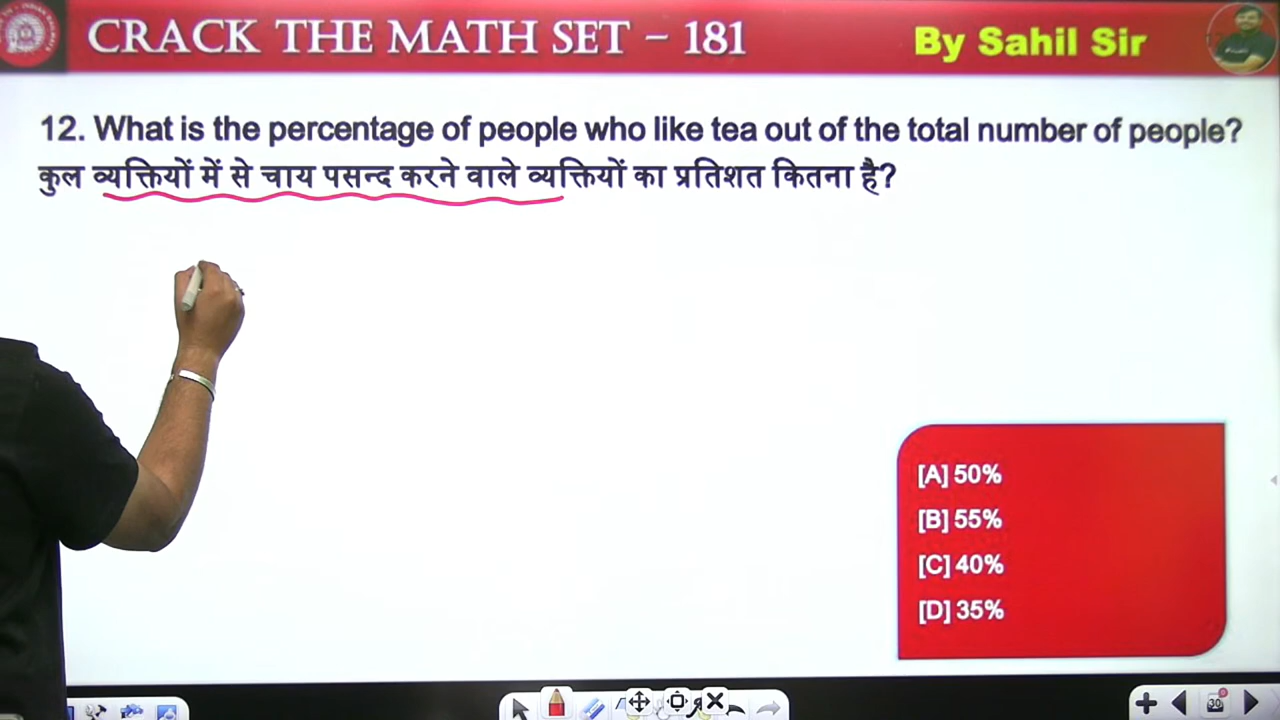 CRACK THE MATH SET – 181
By Sahil Sir
12. What is the percentage of people who like tea out of the total number of people?
कुल व्यक्तियों में से चाय पसन्द करने वाले व्यक्तियों का प्रतिशत कितना है?
[A] 50%
[B] 55%
[C] 40%
[D] 35%
30